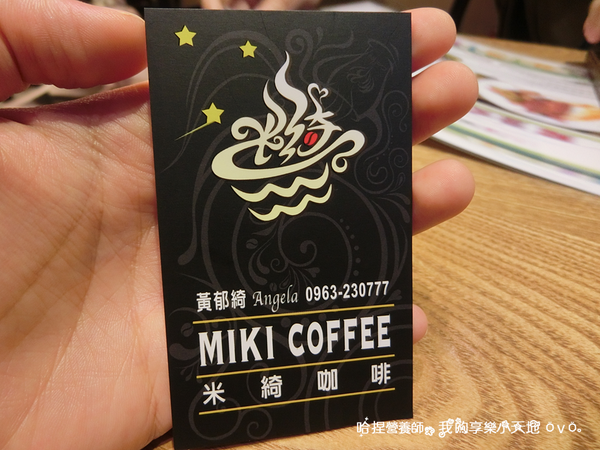 黃郁綺 Angela 0963-230777
MIKI COFFEE
米綺咖啡
哈捏營養師。我的享樂小天地 ovo。